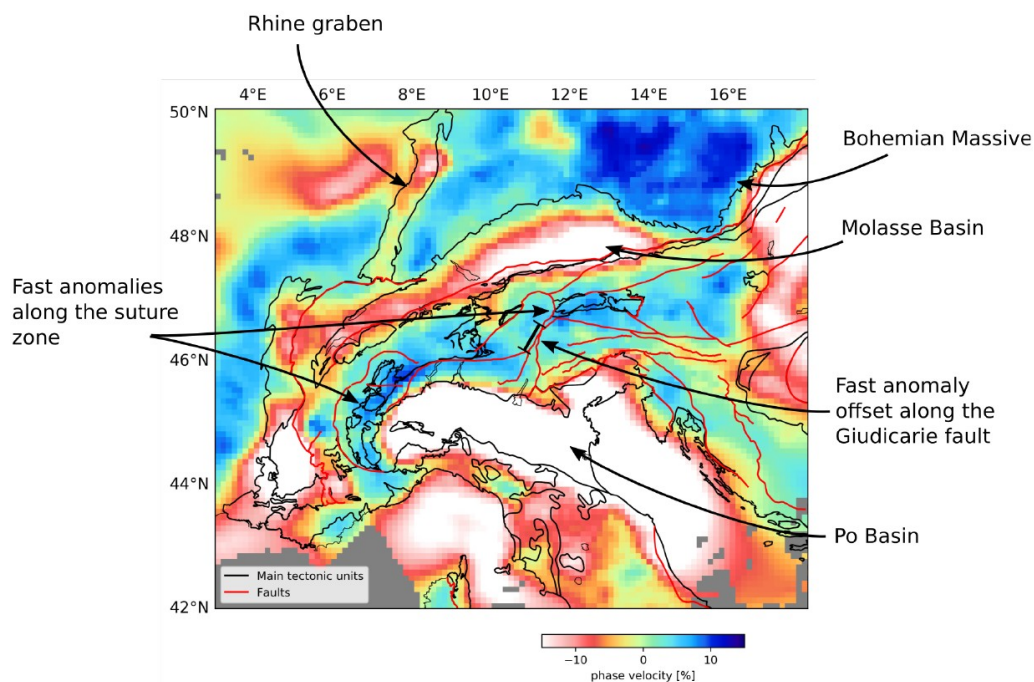 Rhine graben
4°E 6°E 8°E 10°E 12°E 14°E 16°E
50°N
Bohemian Massive
48°N
Molasse Basin
Fast anomalies
along the suture
zone
46°N
Fast anomaly
offset along the
Giudicarie fault
44°N
Po Basin
Main tectonic units
Faults
42°N
−10 0 10
phase velocity [%]